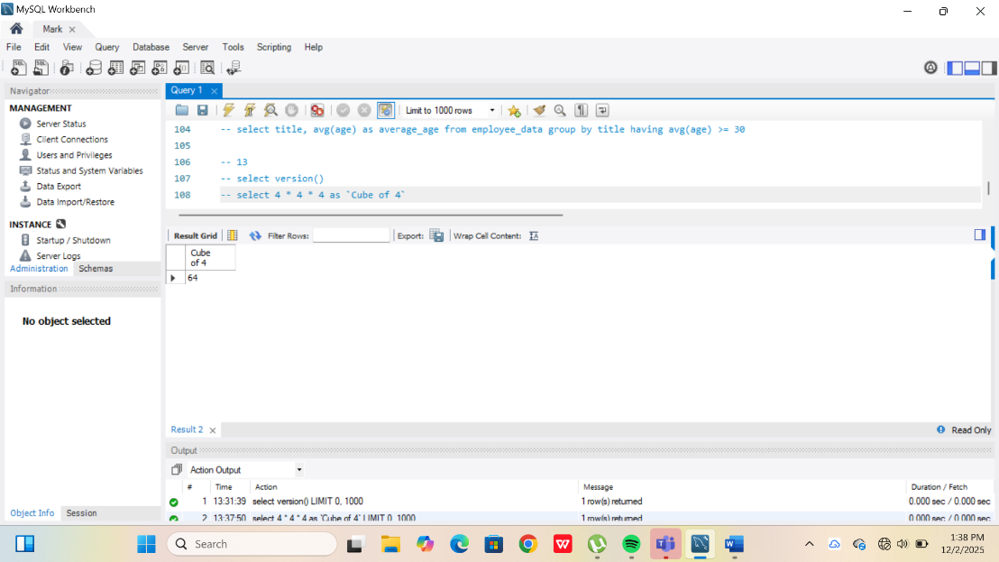 MySQL Workbench
Mark
File Edit View Query Database Server Tools Scripting Help
Navigator
MANAGEMENT
Server Status
Client Connections
Users and Privileges
Status and System Variables
Data Export
Data Import/Restore
INSTANCE
Startup / Shutdown
Server Logs
Administration Schemas
Information
No object selected
Object Info Session
Query 1
Limit to 1000 rows
104 -- select title, avg(age) as average_age from employee_data group by title having avg(age) >= 30
105
106 -- 13
107 -- select version()
108 -- select 4 * 4 * 4 as `Cube of 4`
Result Grid Filter Rows: Export: Wrap Cell Content:
Cube
of 4
64
Result 2 Read Only
Output
Action Output
# Time Action Message Duration / Fetch
1 13:31:39 select version() LIMIT 0, 1000 1 row(s) returned 0.000 sec / 0.000 sec
2 13:37:50 select 4 * 4 * 4 as `Cube of 4` LIMIT 0, 1000 1 row(s) returned 0.000 sec / 0.000 sec
Search
1:38 PM
12/2/2025